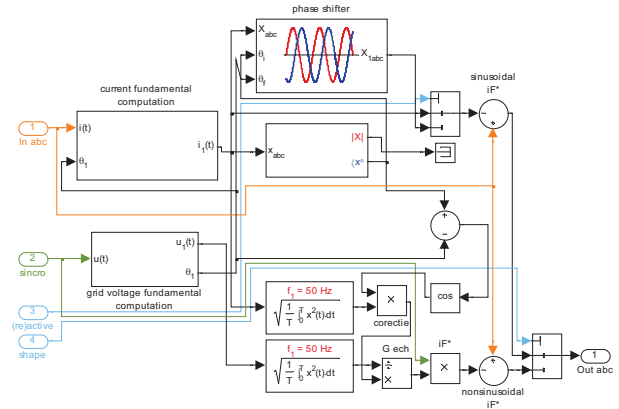 phase shifter
X_abc
θ_i
θ_f
X_1abc
sinusoidal
iF*
current fundamental
computation
1
In abc
i(t)
θ_1
i_1(t)
x_abc
|X|
+
−
+
−
2
sincro
u(t)
u_1(t)
θ_1
grid voltage fundamental
computation
3
(re)active
4
shape
f_1 = 50 Hz
√ 1/T ∫_0^T x²(t).dt
×
corectie
cos
f_1 = 50 Hz
√ 1/T ∫_0^T x²(t).dt
G ech
÷
×
iF*
×
+
−
nonsinusoidal
iF*
1
Out abc